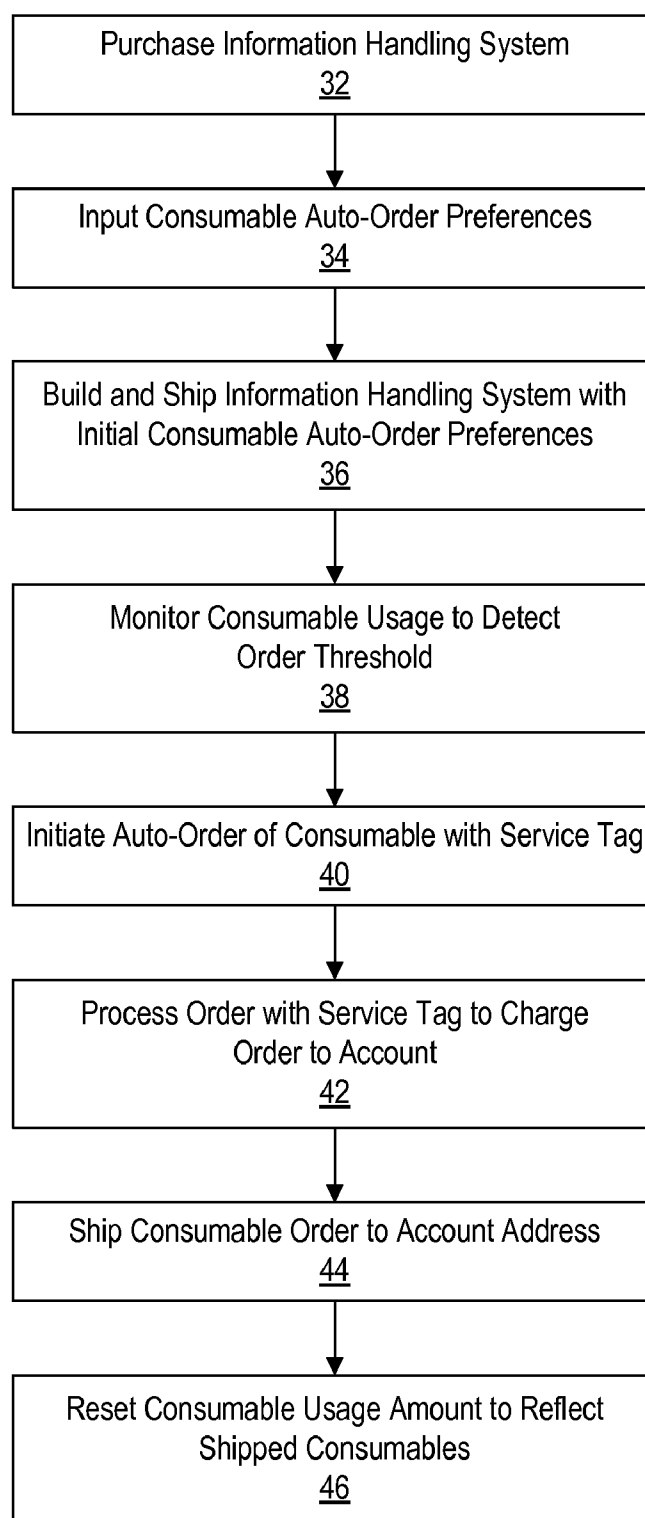 Purchase Information Handling System
32
Input Consumable Auto-Order Preferences
34
Build and Ship Information Handling System with
Initial Consumable Auto-Order Preferences
36
Monitor Consumable Usage to Detect
Order Threshold
38
Initiate Auto-Order of Consumable with Service Tag
40
Process Order with Service Tag to Charge
Order to Account
42
Ship Consumable Order to Account Address
44
Reset Consumable Usage Amount to Reflect
Shipped Consumables
46